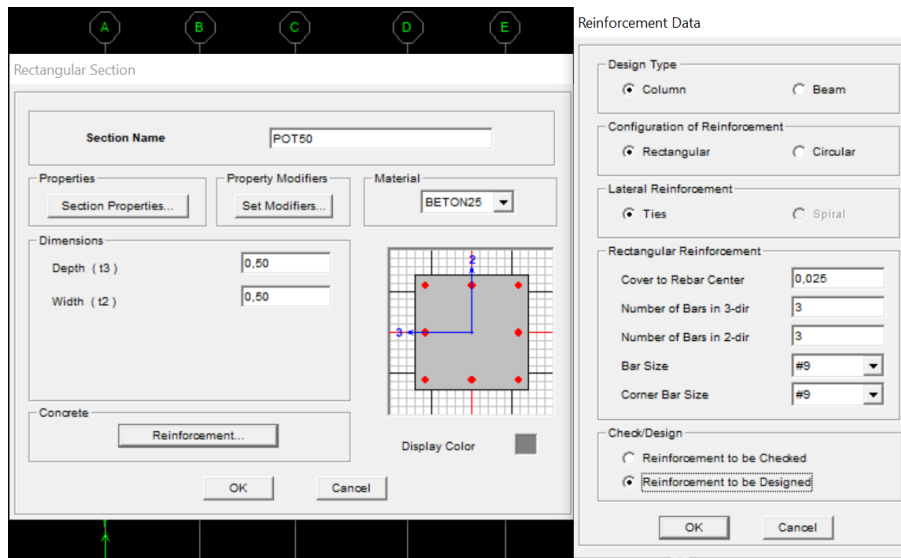 A B C D E
Rectangular Section
Section Name POT50
Properties
Section Properties...
Property Modifiers
Set Modifiers...
Material
BETON25
Dimensions
Depth ( t3 ) 0,50
Width ( t2 ) 0,50
2
3
Concrete
Reinforcement...
Display Color
OK Cancel
Reinforcement Data
Design Type
Column Beam
Configuration of Reinforcement
Rectangular Circular
Lateral Reinforcement
Ties Spiral
Rectangular Reinforcement
Cover to Rebar Center 0,025
Number of Bars in 3-dir 3
Number of Bars in 2-dir 3
Bar Size #9
Corner Bar Size #9
Check/Design
Reinforcement to be Checked
Reinforcement to be Designed
OK Cancel